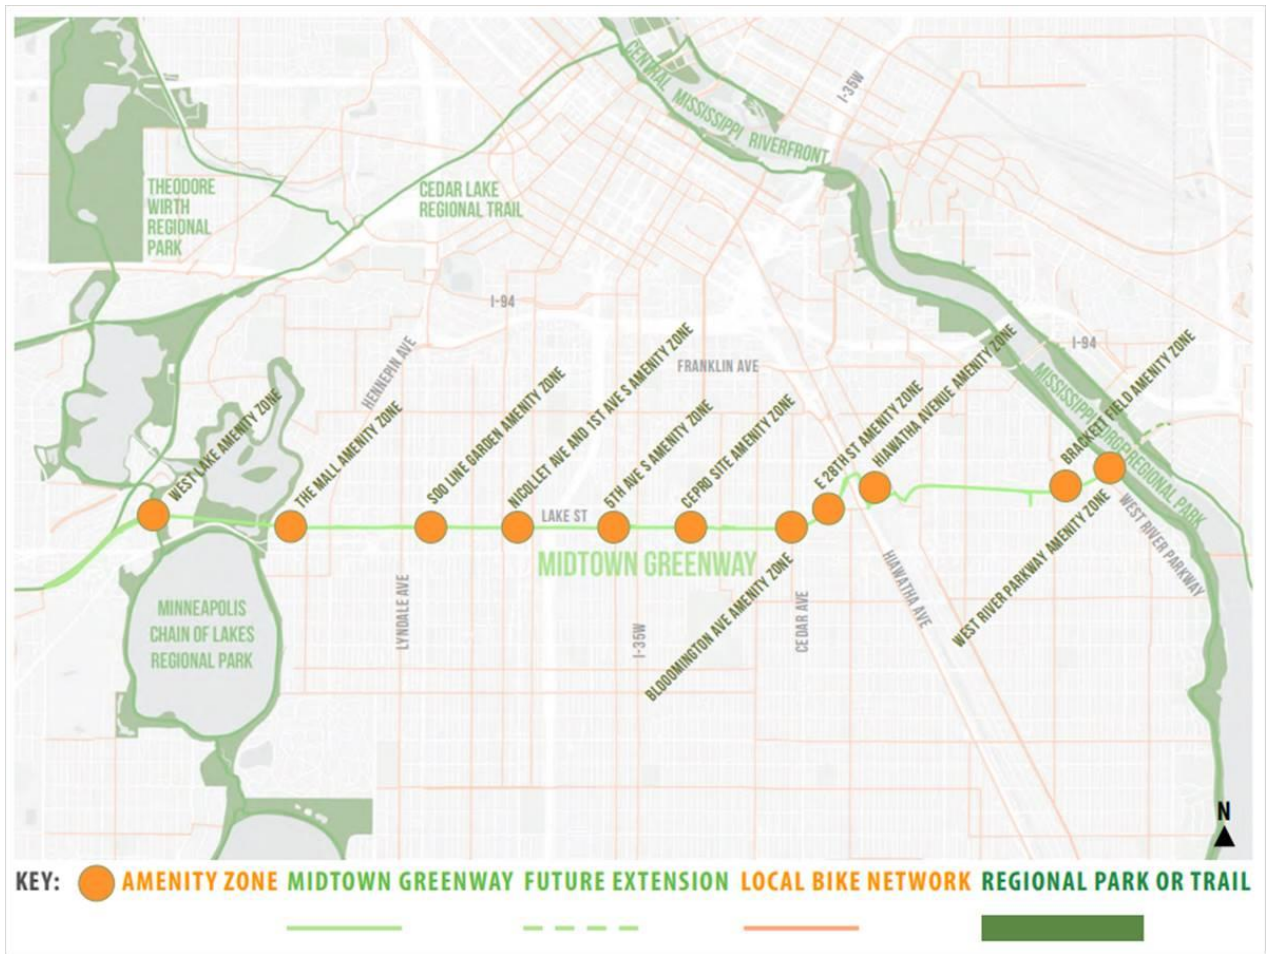 CENTRAL MISSISSIPPI RIVERFRONT
I-35W
THEODORE
WIRTH
REGIONAL
PARK
CEDAR LAKE
REGIONAL TRAIL
I-94
HENNEPIN AVE
FRANKLIN AVE
I-94
WEST LAKE AMENITY ZONE
THE MALL AMENITY ZONE
SOO LINE GARDEN AMENITY ZONE
NICOLLET AVE AND 1ST AVE S AMENITY ZONE
5TH AVE S AMENITY ZONE
CEPRO SITE AMENITY ZONE
E 28TH ST AMENITY ZONE
HIAWATHA AVENUE AMENITY ZONE
BRACKETT FIELD AMENITY ZONE
MISSISSIPPI GORGE REGIONAL PARK
LAKE ST
MIDTOWN GREENWAY
BLOOOMINGTON AVE AMENITY ZONE
WEST RIVER PARKWAY AMENITY ZONE
WEST RIVER PARKWAY
LYNDALE AVE
I-35W
CEDAR AVE
HIAWATHA AVE
MINNEAPOLIS
CHAIN OF LAKES
REGIONAL PARK
N
KEY: AMENITY ZONE MIDTOWN GREENWAY FUTURE EXTENSION LOCAL BIKE NETWORK REGIONAL PARK OR TRAIL